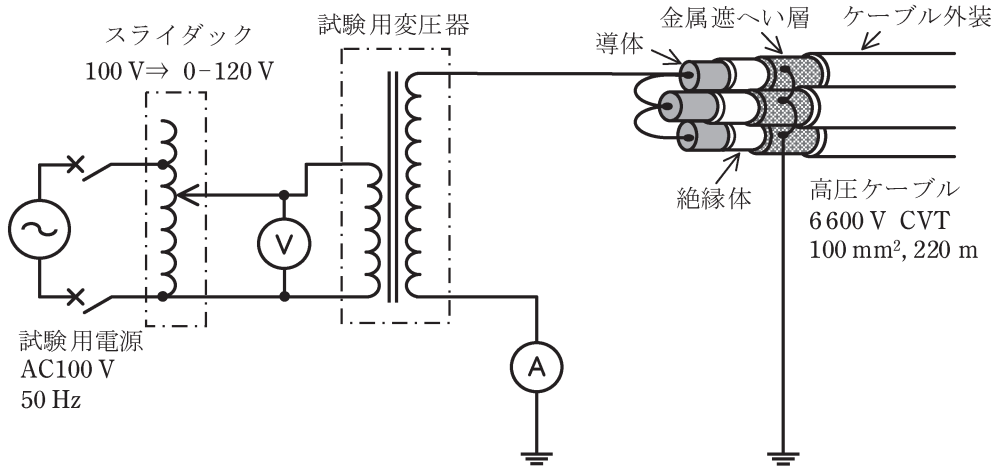 スライダック
100 V⇒ 0-120 V
試験用変圧器
導体
金属遮へい層
ケーブル外装
絶縁体
高圧ケーブル
6 600 V CVT
100 mm², 220 m
V
A
試験用電源
AC100 V
50 Hz